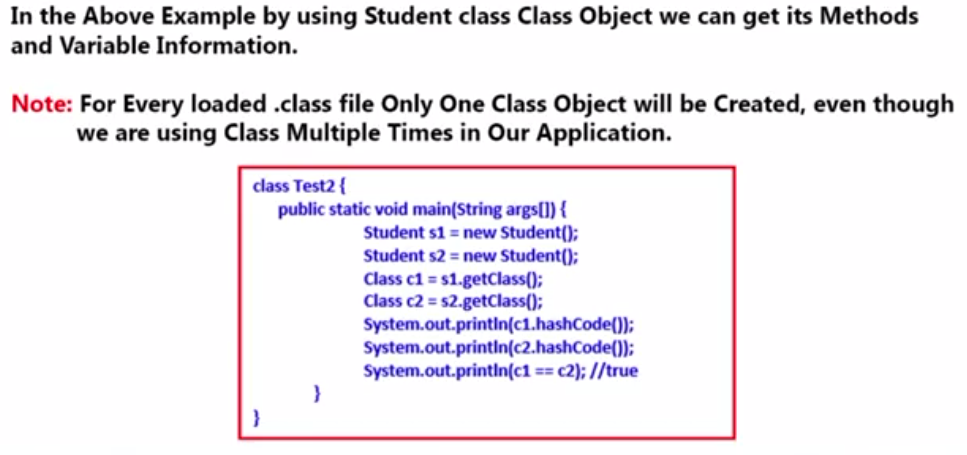 In the Above Example by using Student class Class Object we can get its Methods
and Variable Information.
Note: For Every loaded .class file Only One Class Object will be Created, even though
we are using Class Multiple Times in Our Application.
class Test2 {
public static void main(String args[]) {
Student s1 = new Student();
Student s2 = new Student();
Class c1 = s1.getClass();
Class c2 = s2.getClass();
System.out.println(c1.hashCode());
System.out.println(c2.hashCode());
System.out.println(c1 == c2); //true
}
}